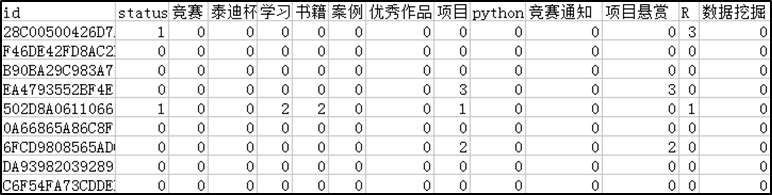 id status 竞赛 泰迪杯 学习 书籍 案例 优秀作品 项目 python 竞赛通知 项目悬赏 R 数据挖掘
28C00500426D7 1 0 0 0 0 0 0 0 0 0 0 3 0
F46DE42FD8AC2 0 0 0 0 0 0 0 0 0 0 0 0 0
B90BA29C983A7 0 0 0 0 0 0 0 0 0 0 0 0 0
EA4793552BF4E 0 0 0 0 0 0 0 3 0 0 3 0 0
502D8A0611066 1 0 0 2 2 0 0 1 0 0 0 1 0
0A66865A86C8F 0 0 0 0 0 0 0 0 0 0 0 0 0
6FCD9808565AD 0 0 0 0 0 0 0 2 0 0 2 0 0
DA93982039289 0 0 0 0 0 0 0 0 0 0 0 0 0
C6F54FA73CDDE 0 0 0 0 0 0 0 0 0 0 0 0 0